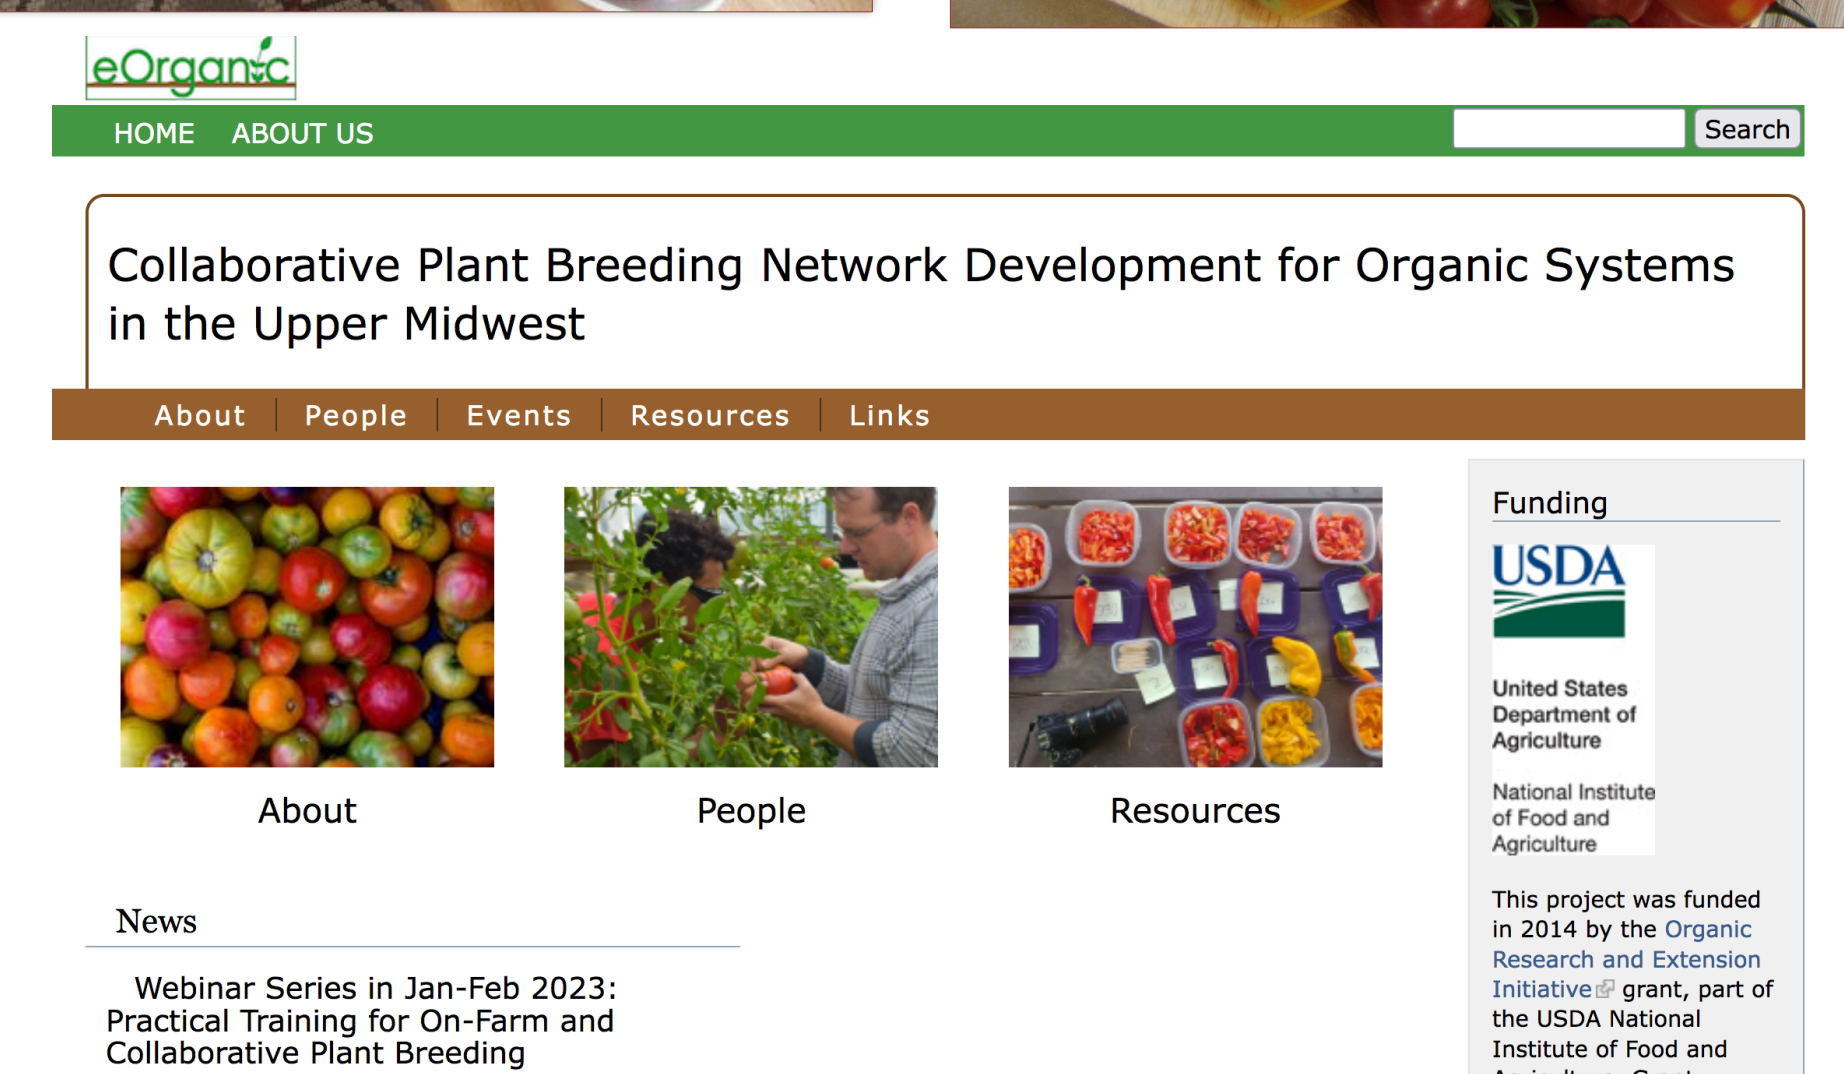 eOrganic
HOME ABOUT US
Search
Collaborative Plant Breeding Network Development for Organic Systems
in the Upper Midwest
About People Events Resources Links
About
People
Resources
News
Webinar Series in Jan-Feb 2023:
Practical Training for On-Farm and
Collaborative Plant Breeding
Funding
USDA
United States
Department of
Agriculture
National Institute
of Food and
Agriculture
This project was funded
in 2014 by the Organic
Research and Extension
Initiative grant, part of
the USDA National
Institute of Food and